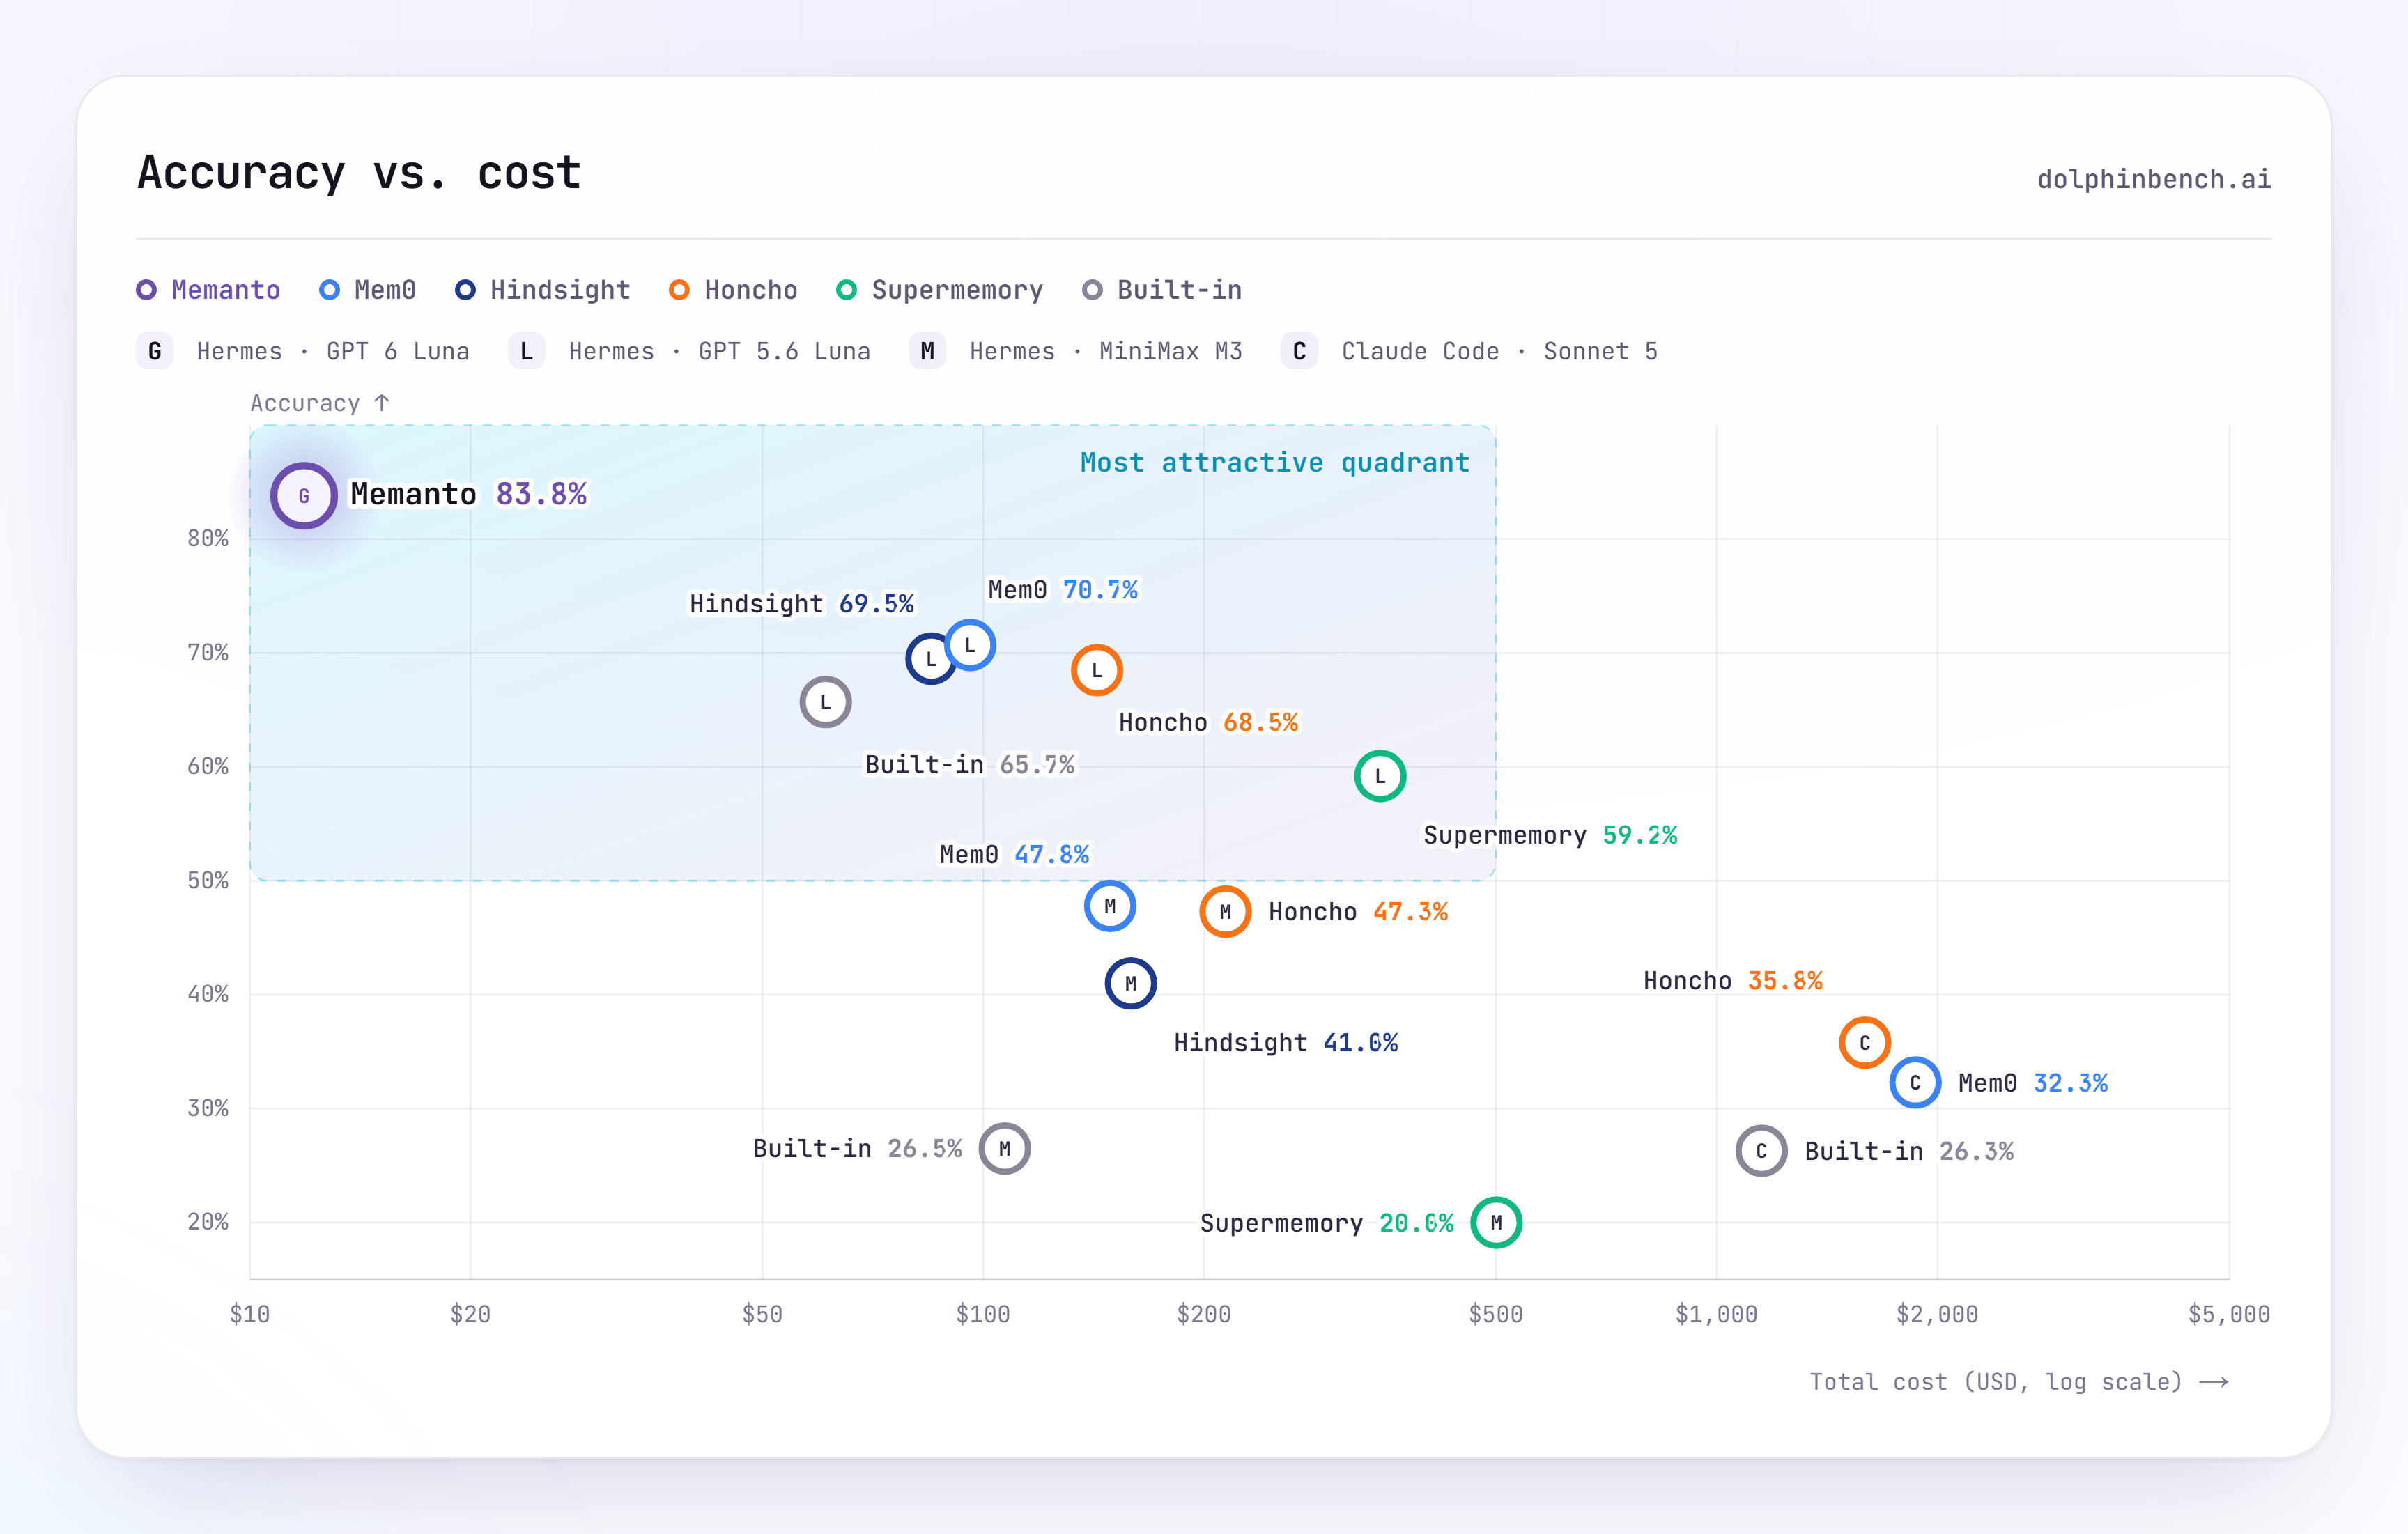 Accuracy vs. cost
dolphinbench.ai
Memanto Mem0 Hindsight Honcho Supermemory Built-in
G Hermes · GPT 6 Luna L Hermes · GPT 5.6 Luna M Hermes · MiniMax M3 C Claude Code · Sonnet 5
Accuracy ↑
Most attractive quadrant
G Memanto 83.8%
80%
Mem0 70.7%
Hindsight 69.5%
L
L
70%
L
L
Honcho 68.5%
60%
Built-in 65.7%
L
Supermemory 59.2%
Mem0 47.8%
50%
M
M Honcho 47.3%
40%
M
Honcho 35.8%
Hindsight 41.0%
C
C Mem0 32.3%
30%
Built-in 26.5% M
C Built-in 26.3%
20%
Supermemory 20.0% M
$10 $20 $50 $100 $200 $500 $1,000 $2,000 $5,000
Total cost (USD, log scale) →